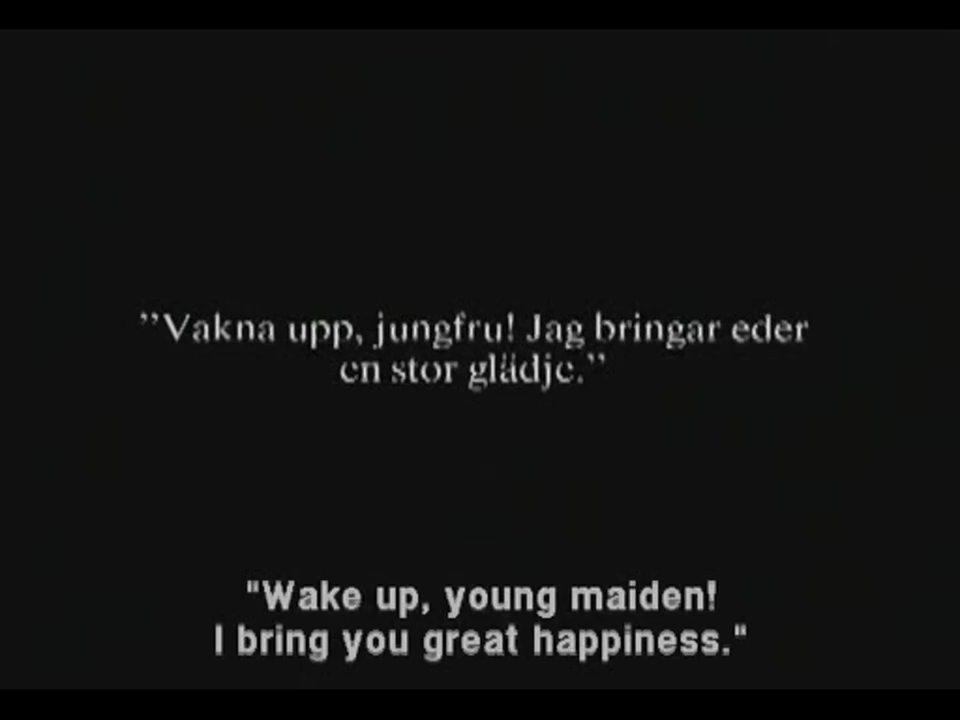 ”Vakna upp, jungfru! Jag bringar eder
en stor glädje.”
"Wake up, young maiden!
I bring you great happiness."